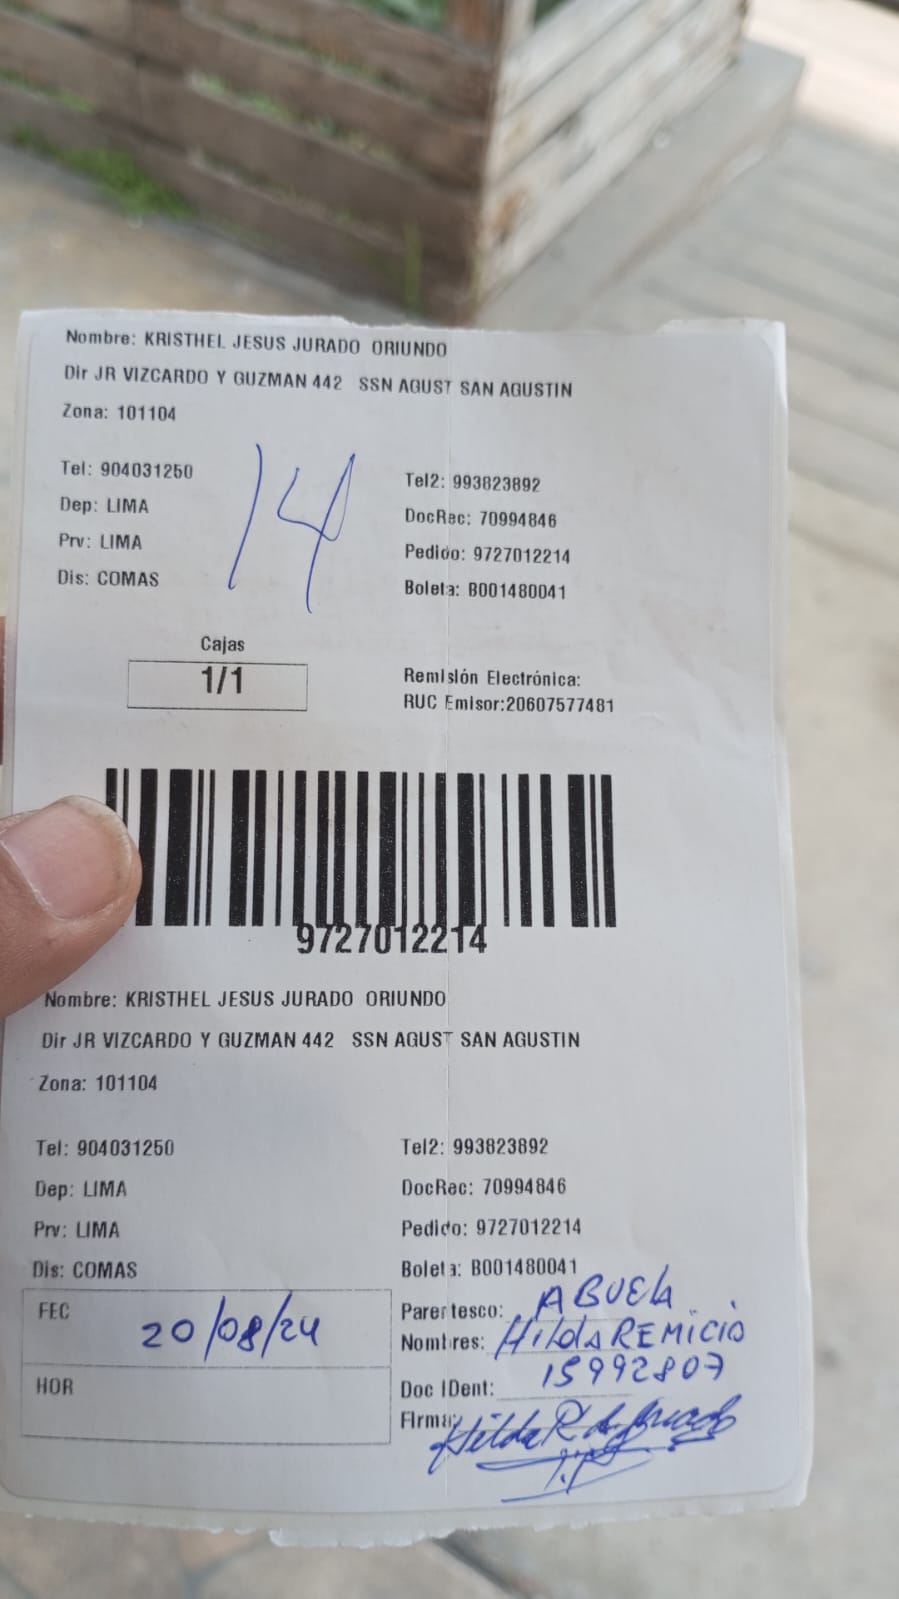 Nombre: KRISTHEL JESUS JURADO ORIUNDO
Dir JR VIZCARDO Y GUZMAN 442 SSN AGUST SAN AGUSTIN
Zona: 101104
Tel: 904031250
Tel2: 993823892
Dep: LIMA
DocRec: 70994846
Prv: LIMA
Pedido: 9727012214
Dis: COMAS
Boleta: B001480041
14
Cajas
1/1
Remisión Electrónica:
RUC Emisor:20607577481
9727012214
Nombre: KRISTHEL JESUS JURADO ORIUNDO
Dir JR VIZCARDO Y GUZMAN 442 SSN AGUST SAN AGUSTIN
Zona: 101104
Tel: 904031250
Tel2: 993823892
Dep: LIMA
DocRec: 70994846
Prv: LIMA
Pedido: 9727012214
Dis: COMAS
Boleta: B001480041
FEC 20/08/24
HOR
Parentesco: ABUELA
Nombres: Hilda REMICIO
Doc IDent: 15992807
Firma: Hilda R. de Jurado